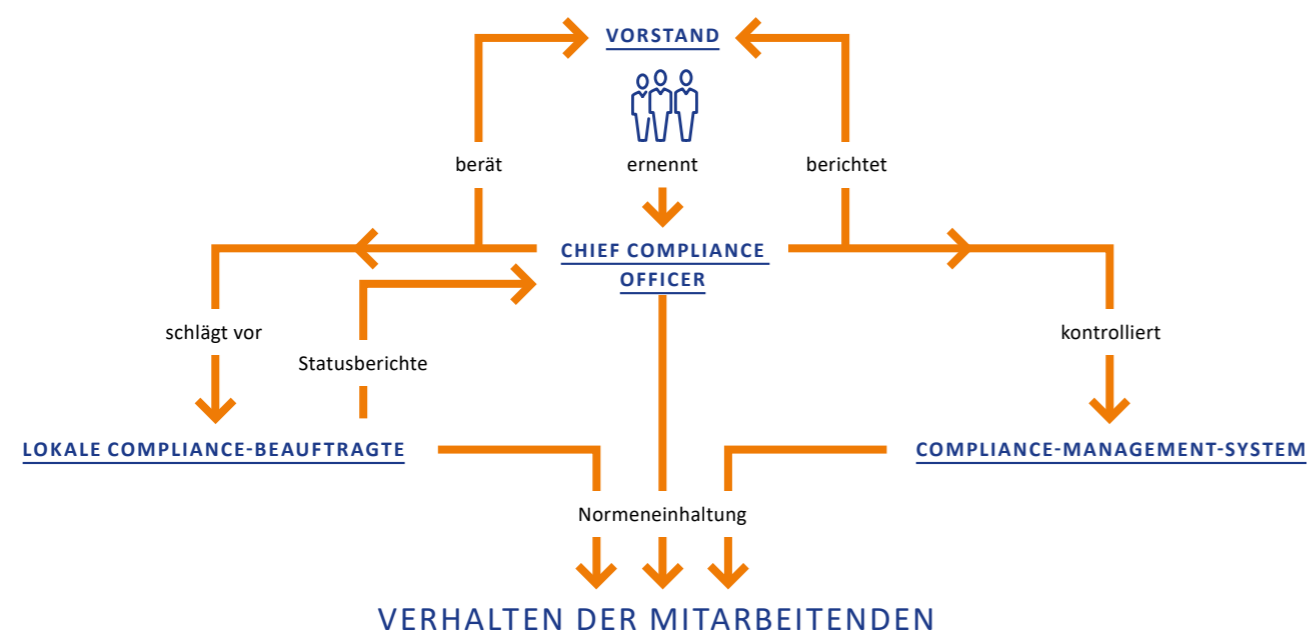 VORSTAND
berät
ernennt
berichtet
CHIEF COMPLIANCE
OFFICER
schlägt vor
kontrolliert
Statusberichte
LOKALE COMPLIANCE-BEAUFTRAGTE
COMPLIANCE-MANAGEMENT-SYSTEM
Normeneinhaltung
VERHALTEN DER MITARBEITENDEN